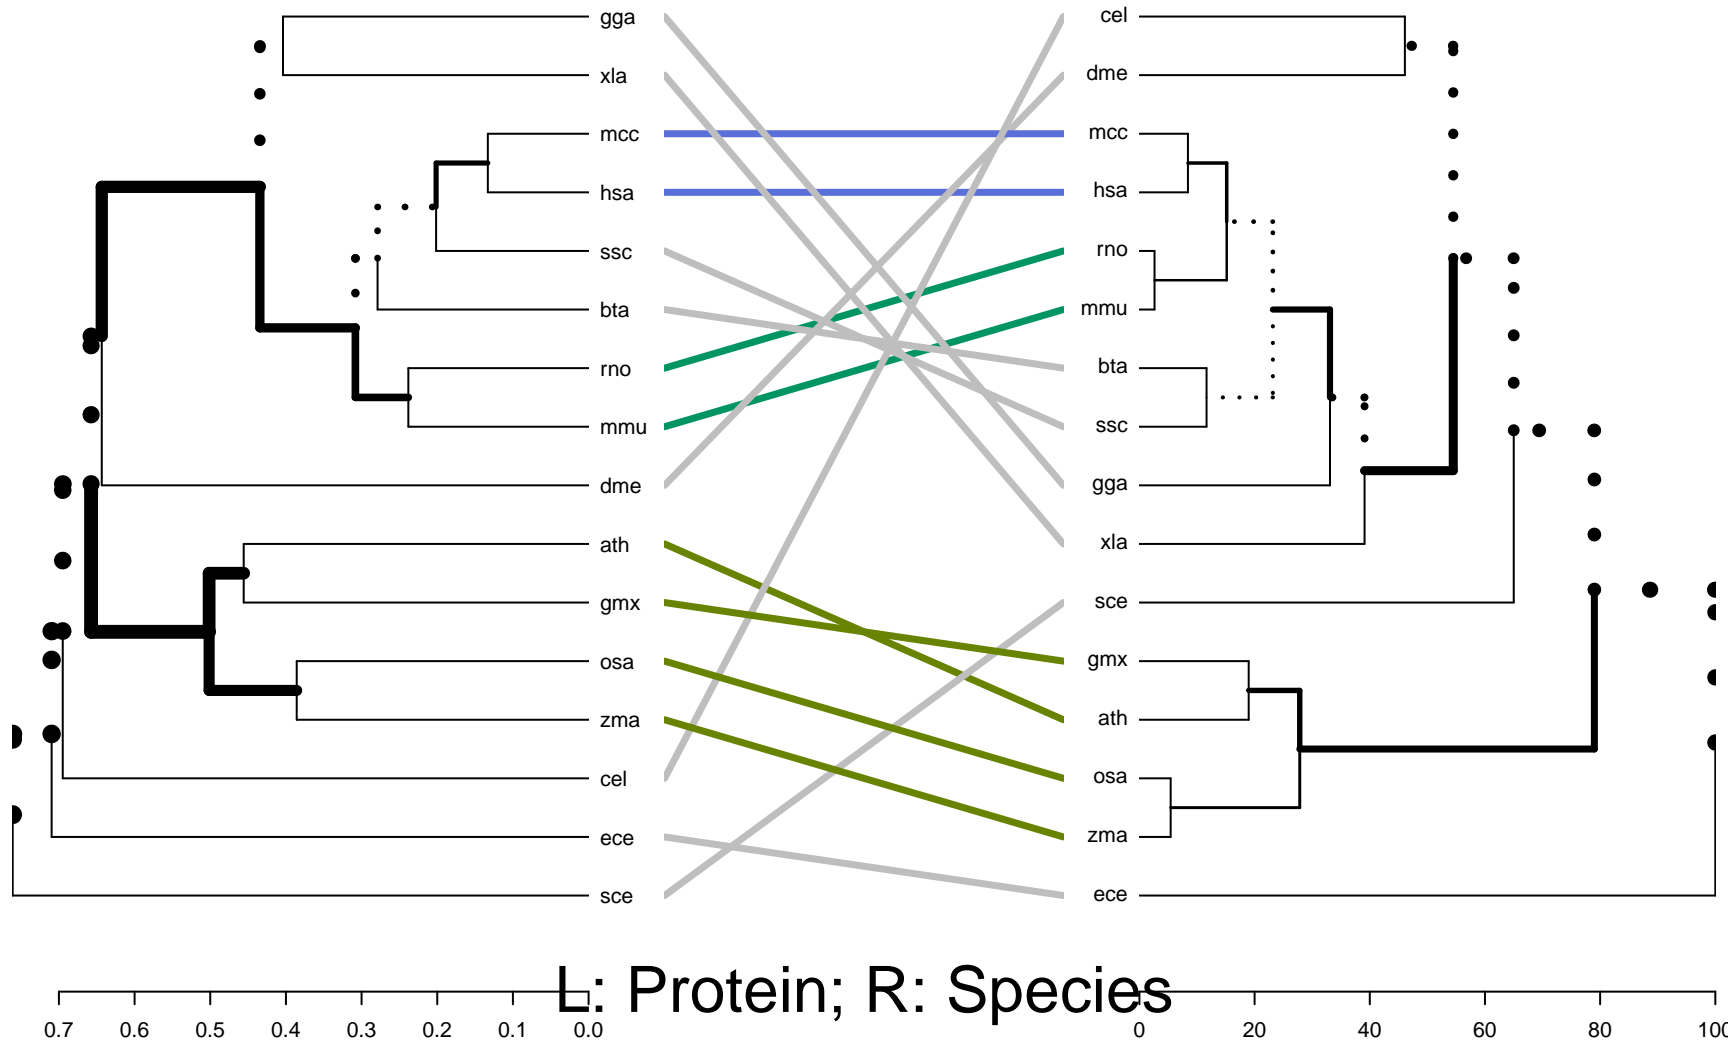 gga
xla
mcc
hsa
ssc
bta
rno
mmu
dme
ath
gmx
osa
zma
cel
ece
sce
cel
dme
mcc
hsa
rno
mmu
bta
ssc
gga
xla
sce
gmx
ath
osa
zma
ece
L: Protein; R: Species
0.7 0.6 0.5 0.4 0.3 0.2 0.1 0.0
0 20 40 60 80 100